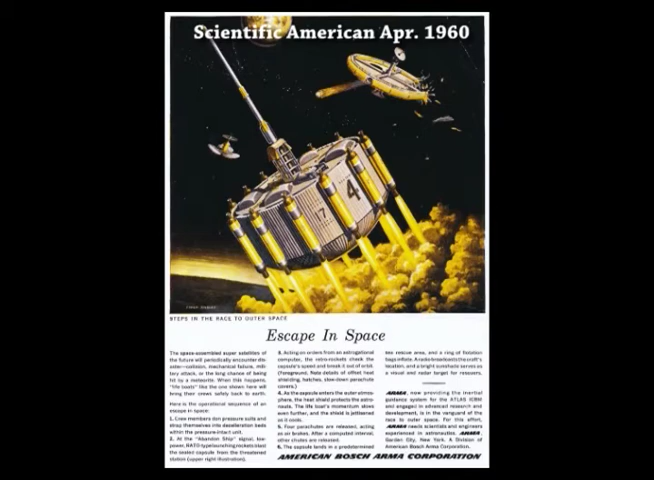 Scientific American Apr. 1960
4
17
STEPS IN THE RACE TO OUTER SPACE
Escape In Space
The space-assembled super satellites of
the future will periodically encounter dis-
aster—collision, mechanical failure, mili-
tary attack, or the long chance of being
hit by a meteorite. When this happens,
"life boats" like the one shown here will
bring their crews safely back to earth.
Here is the operational sequence of an
escape in space:
1. Crew members don pressure suits and
strap themselves into deceleration beds
within the pressure-intact unit.
2. At the "Abandon Ship" signal, low-
power, RATO-type launching rockets blast
the sealed capsule from the threatened
station (upper right illustration).
3. Acting on orders from an astrogational
computer, the retro-rockets check the
capsule's speed and break it out of orbit.
(Foreground. Note details of offset heat
shielding, hatches, stow-down parachute
covers.)
4. As the capsule enters the outer atmos-
phere, the heat shield protects the astro-
nauts. The life boat's momentum slows
even further, and the shield is jettisoned
as it cools.
5. Four parachutes are released, acting
as air brakes. After a computed interval,
other chutes are released.
6. The capsule lands in a predetermined
sea rescue area, and a ring of flotation
bags inflate. A radio broadcasts the craft's
location, and a bright sunshade serves as
a visual and radar target for rescuers.
ARMA, now providing the inertial
guidance system for the ATLAS ICBM
and engaged in advanced research and
development, is in the vanguard of the
race to outer space. For this effort,
ARMA needs scientists and engineers
experienced in astronautics. ARMA,
Garden City, New York. A Division of
American Bosch Arma Corporation.
AMERICAN BOSCH ARMA CORPORATION